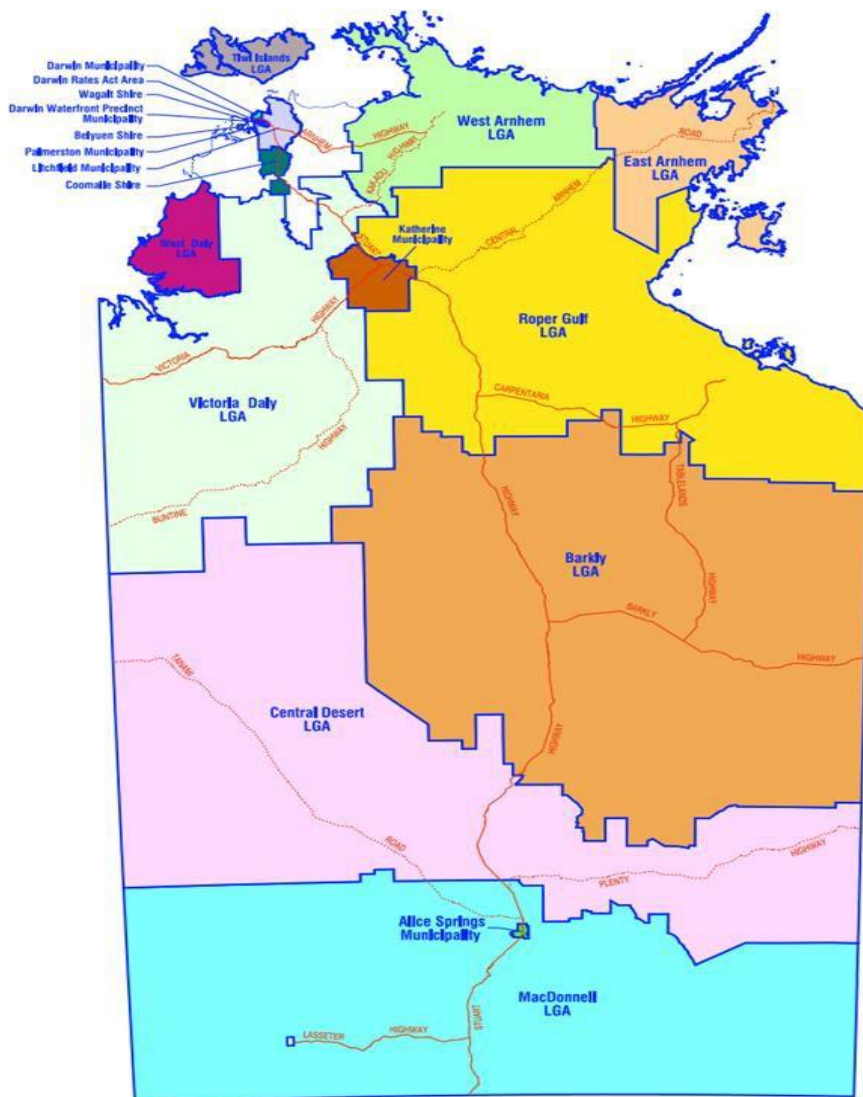 Tiwi Islands
LGA
Darwin Municipality
Darwin Rates Act Area
Wagait Shire
Darwin Waterfront Precinct
Municipality
Belyuen Shire
Palmerston Municipality
Litchfield Municipality
Coomalie Shire
ARNHEM
HIGHWAY
KAKADU
HIGHWAY
West Arnhem
LGA
ROAD
East Arnhem
LGA
ARNHEM
CENTRAL
West Daly
LGA
STUART
Katherine
Municipality
HIGHWAY
VICTORIA
Roper Gulf
LGA
Victoria Daly
LGA
CARPENTARIA
HIGHWAY
HIGHWAY
BUNTINE
TABLELANDS
HIGHWAY
HIGHWAY
Barkly
LGA
BARKLY
HIGHWAY
TANAMI
Central Desert
LGA
HIGHWAY
ROAD
HIGHWAY
PLENTY
Alice Springs
Municipality
MacDonnell
LGA
STUART
LASSETER
HIGHWAY